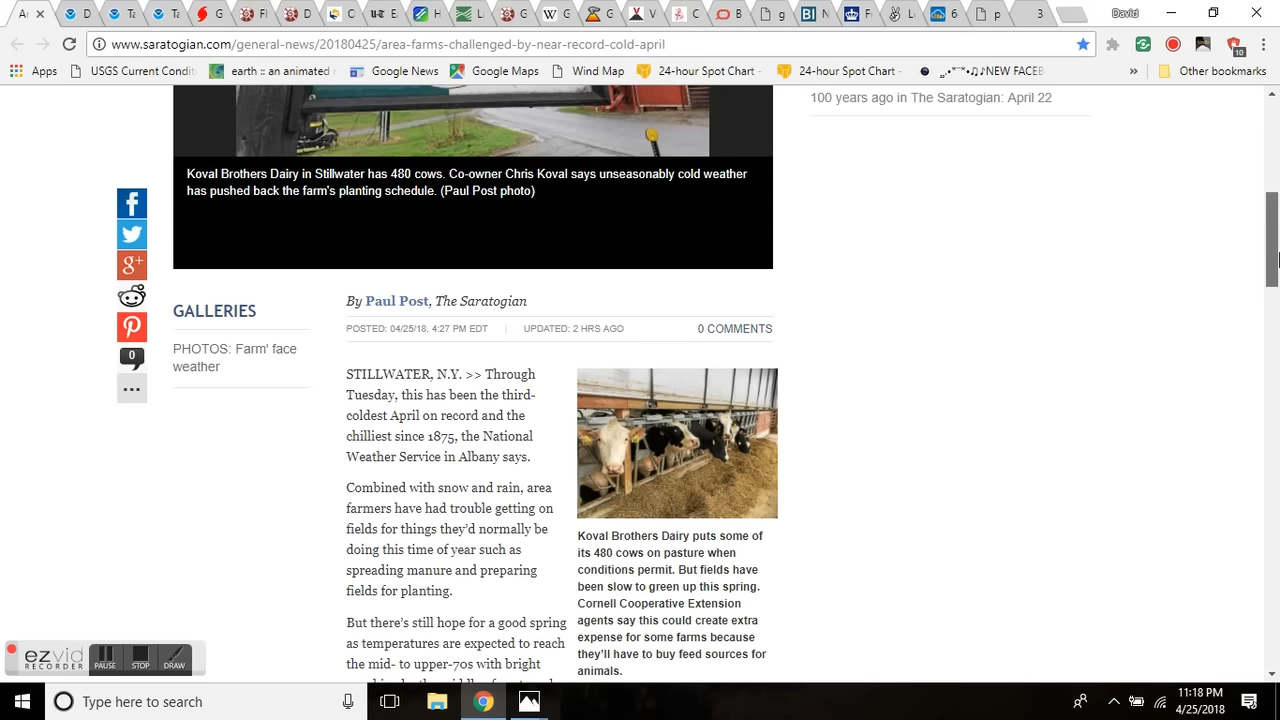 Ar
D
Ta
Ta
G
Fl
D
C
E
H
L
G
G
G
V
C
B
g
N
F
L
6
p
3
David
www.saratogian.com/general-news/20180425/area-farms-challenged-by-near-record-cold-april
10
Apps
USGS Current Condit
earth :: an animated
Google News
Google Maps
Wind Map
24-hour Spot Chart -
24-hour Spot Chart -
NEW FACEB
»
Other bookmarks
100 years ago in The Saratogian: April 22
Koval Brothers Dairy in Stillwater has 480 cows. Co-owner Chris Koval says unseasonably cold weather
has pushed back the farm's planting schedule. (Paul Post photo)
GALLERIES
PHOTOS: Farm' face
weather
0
By Paul Post, The Saratogian
POSTED: 04/25/18, 4:27 PM EDT | UPDATED: 2 HRS AGO
0 COMMENTS
STILLWATER, N.Y. >> Through
Tuesday, this has been the third-
coldest April on record and the
chilliest since 1875, the National
Weather Service in Albany says.
Combined with snow and rain, area
farmers have had trouble getting on
fields for things they'd normally be
doing this time of year such as
spreading manure and preparing
fields for planting.
But there's still hope for a good spring
as temperatures are expected to reach
the mid- to upper-70s with bright
Koval Brothers Dairy puts some of
its 480 cows on pasture when
conditions permit. But fields have
been slow to green up this spring.
Cornell Cooperative Extension
agents say this could create extra
expense for some farms because
they'll have to buy feed sources for
animals.
ezvid
RECORDER
PAUSE
STOP
DRAW
Type here to search
11:18 PM
4/25/2018